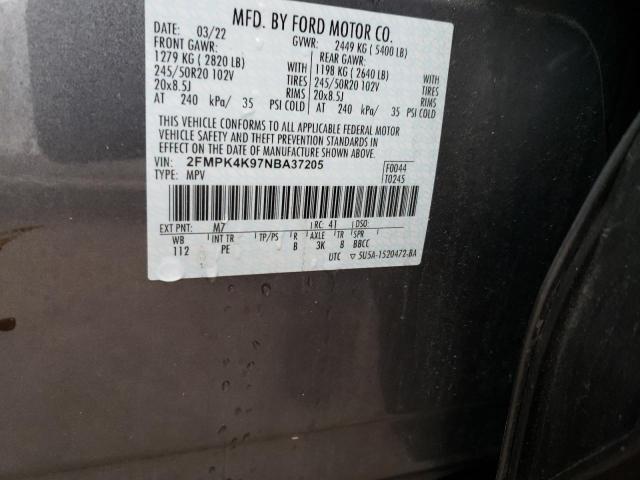 MFD. BY FORD MOTOR CO.
DATE: 03/22 GVWR: 2449 KG ( 5400 LB)
FRONT GAWR: REAR GAWR:
1279 KG ( 2820 LB) WITH 1198 KG ( 2640 LB) WITH
245/50R20 102V TIRES 245/50R20 102V TIRES
20x8.5J RIMS 20x8.5J RIMS
AT 240 kPa/ 35 PSI COLD AT 240 kPa/ 35 PSI COLD
THIS VEHICLE CONFORMS TO ALL APPLICABLE FEDERAL MOTOR
VEHICLE SAFETY BUMPER, AND THEFT PREVENTION STANDARDS IN
EFFECT ON THE DATE OF MANUFACTURE SHOWN ABOVE.
VIN: 2FMPK4K97NBA37205 F0044
TYPE: MPV T0245
EXT PNT: M7 RC: 41 DSO:
WB INT TR TP/PS R AXLE TR SPR
112 PE B 3K B BBCC
UTC ▽ 5U5A-1520472-BA